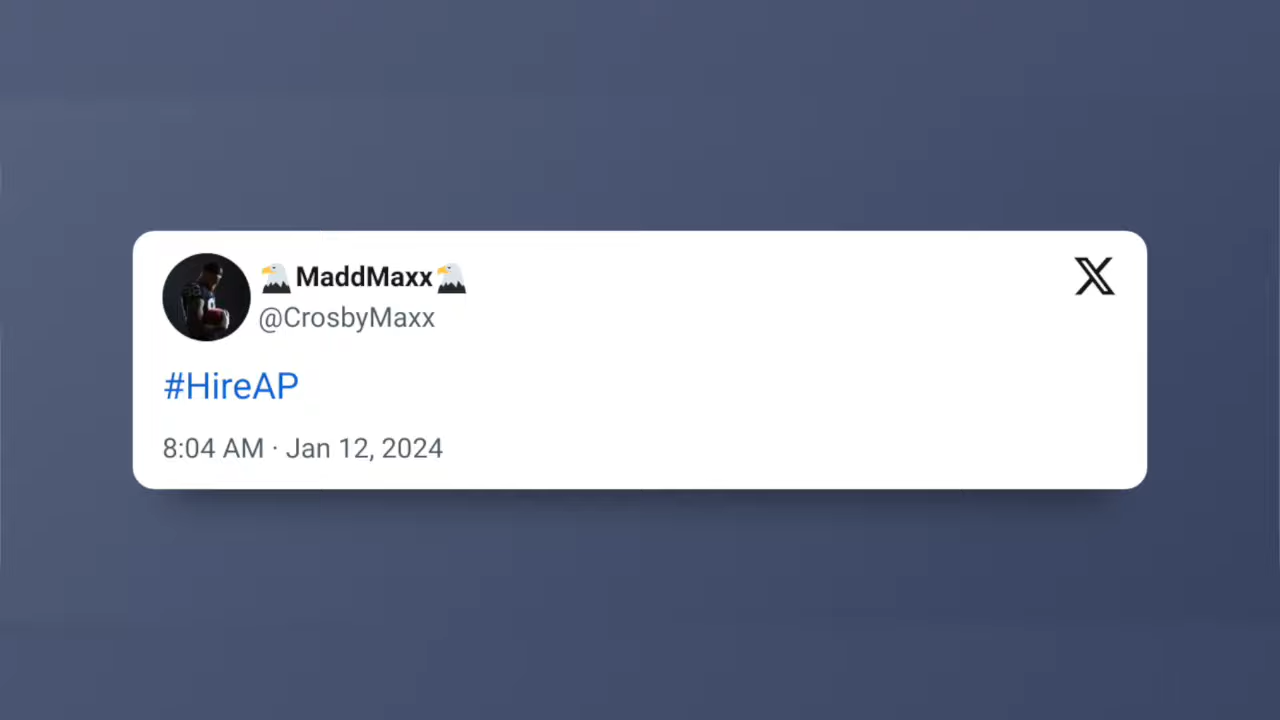 🦅MaddMaxx🦅
@CrosbyMaxx
#HireAP
8:04 AM · Jan 12, 2024